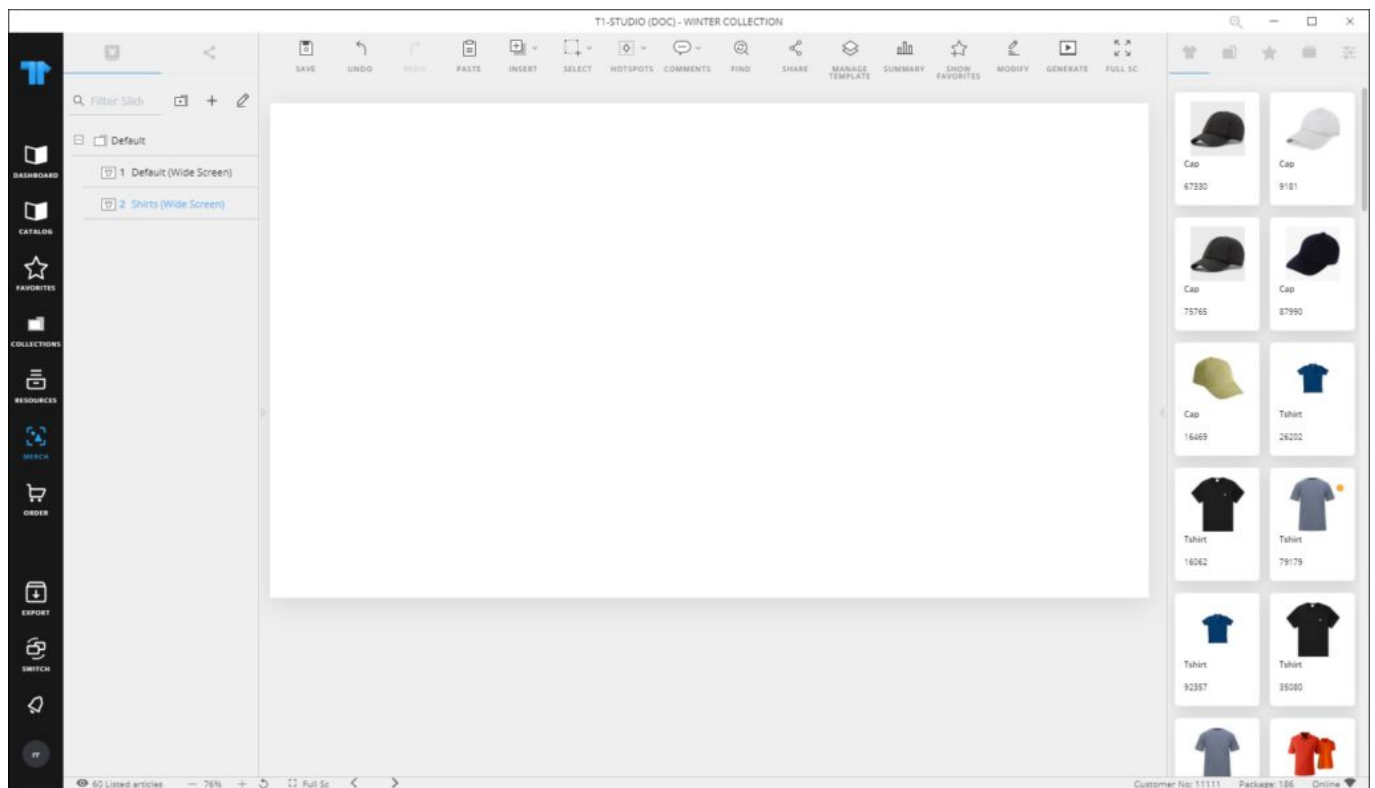 T1-STUDIO (DOC) - WINTER COLLECTION
SAVE
UNDO
REDO
PASTE
INSERT
SELECT
HOTSPOTS
COMMENTS
FIND
SHARE
MANAGE
TEMPLATE
SUMMARY
SHOW
FAVORITES
MODIFY
GENERATE
FULL SC
Filter Slid
Default
1 Default (Wide Screen)
2 Shirts (Wide Screen)
DASHBOARD
CATALOG
FAVORITES
COLLECTIONS
RESOURCES
MERCH
ORDER
EXPORT
SWITCH
Cap
67330
Cap
9181
Cap
75765
Cap
87990
Cap
16469
Tshirt
26202
Tshirt
16062
Tshirt
79179
Tshirt
92357
Tshirt
35080
60 Listed articles
76%
Full Sc
Customer No: 11111
Package: 186
Online